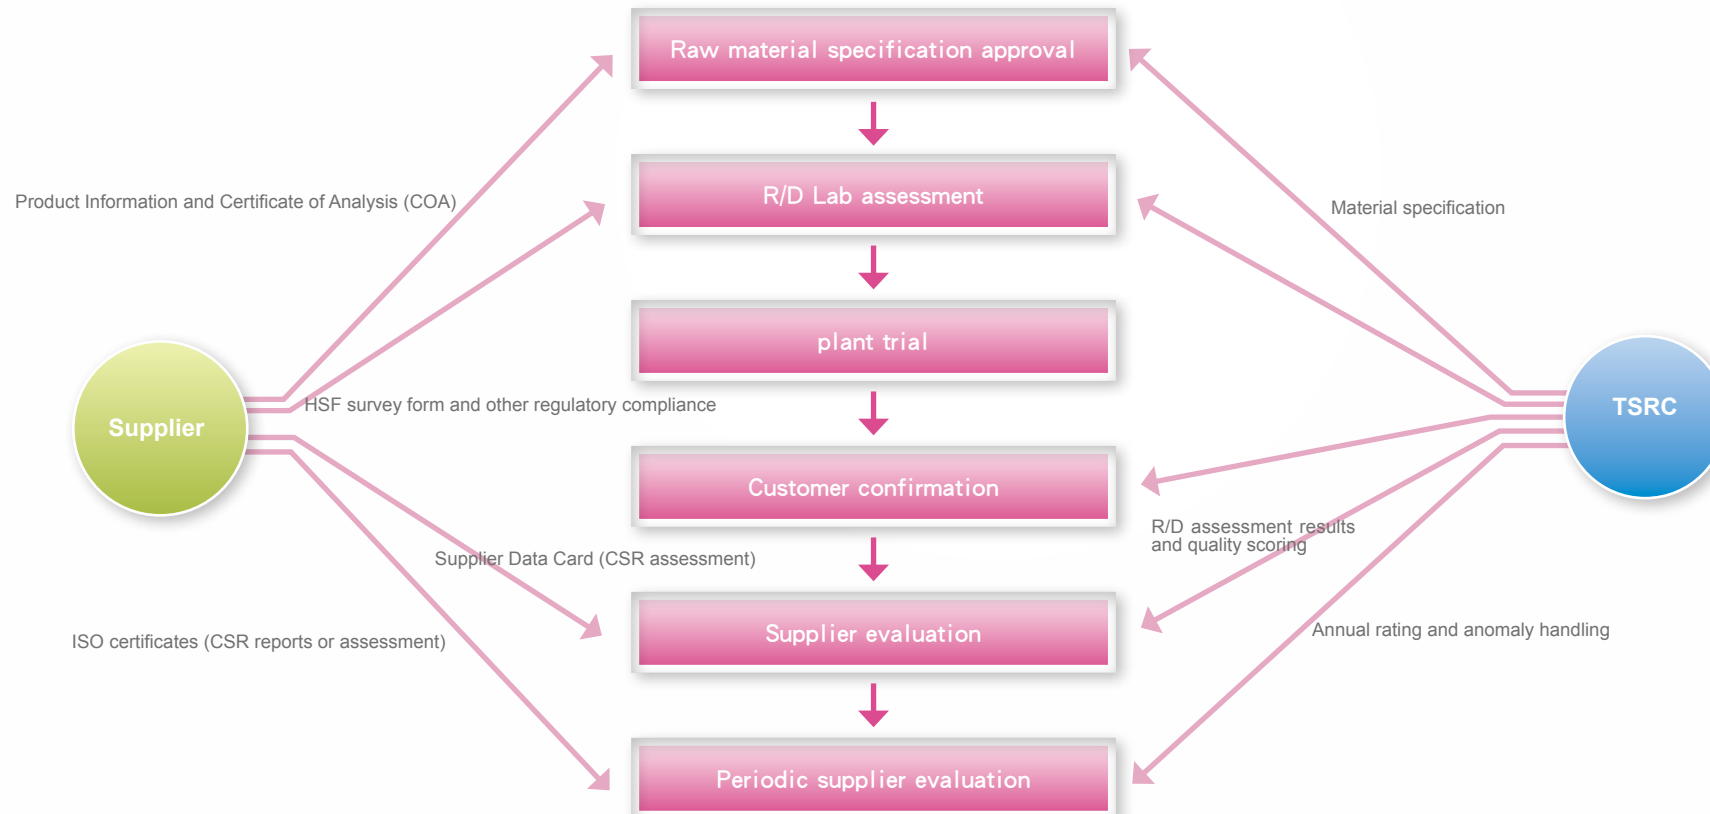 Raw material specification approval
R/D Lab assessment
Product Information and Certificate of Analysis (COA)
Material specification
plant trial
HSF survey form and other regulatory compliance
Supplier
TSRC
Customer confirmation
R/D assessment results
and quality scoring
Supplier Data Card (CSR assessment)
Supplier evaluation
ISO certificates (CSR reports or assessment)
Annual rating and anomaly handling
Periodic supplier evaluation